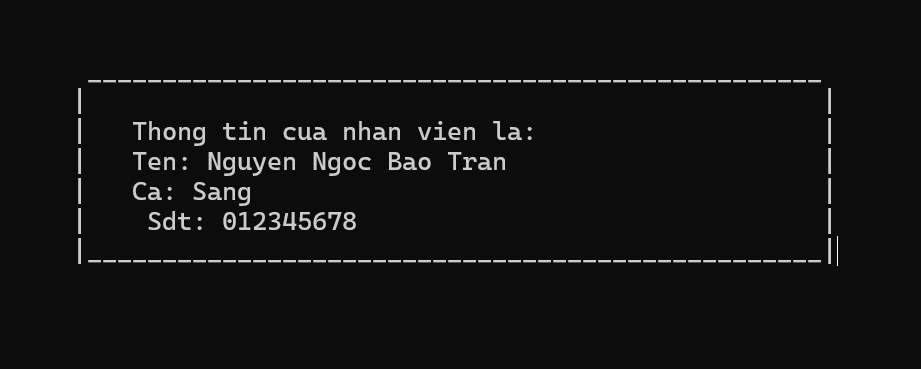 Thong tin cua nhan vien la:
Ten: Nguyen Ngoc Bao Tran
Ca: Sang
Sdt: 012345678